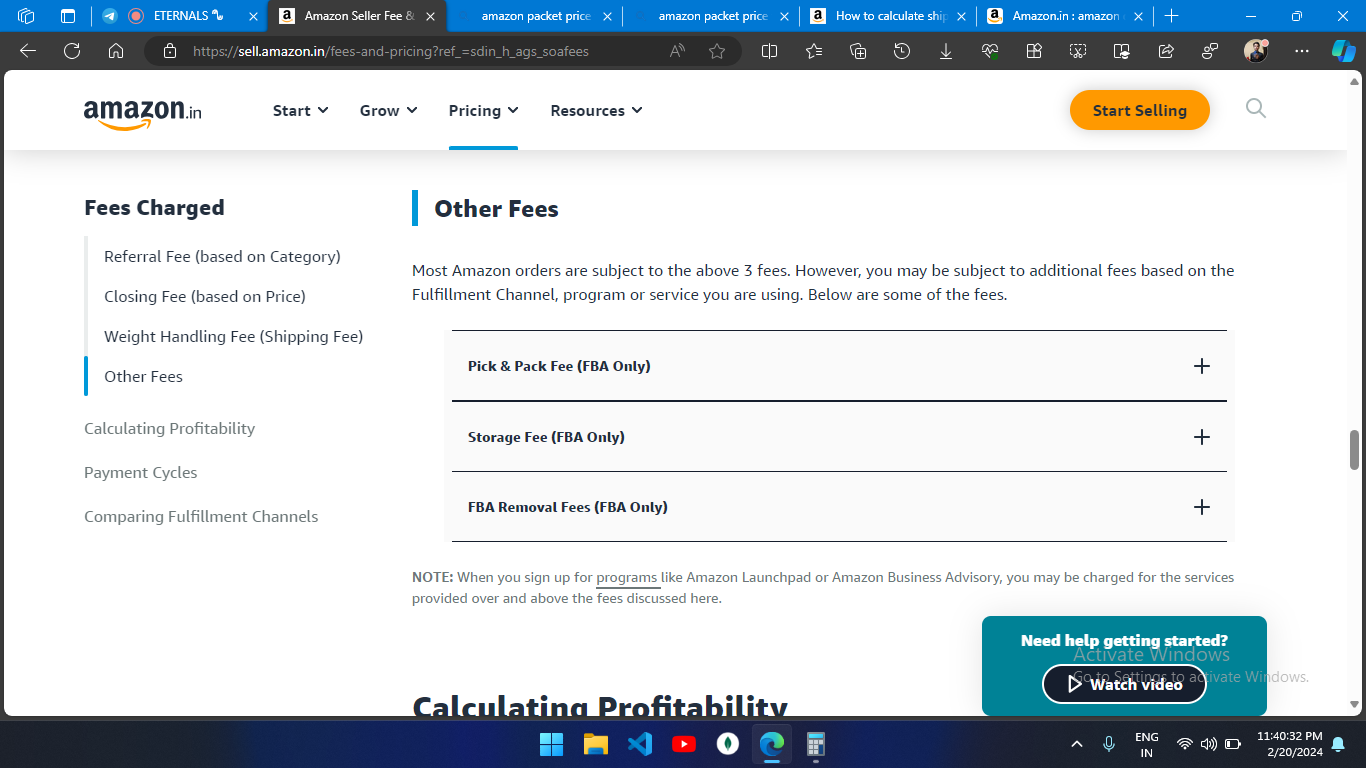 ETERNALS
Amazon Seller Fee &
amazon packet price
amazon packet price
How to calculate ship
Amazon.in : amazon
https://sell.amazon.in/fees-and-pricing?ref_=sdin_h_ags_soafees
amazon.in
Start
Grow
Pricing
Resources
Start Selling
Fees Charged
Referral Fee (based on Category)
Closing Fee (based on Price)
Weight Handling Fee (Shipping Fee)
Other Fees
Calculating Profitability
Payment Cycles
Comparing Fulfillment Channels
Other Fees
Most Amazon orders are subject to the above 3 fees. However, you may be subject to additional fees based on the
Fulfillment Channel, program or service you are using. Below are some of the fees.
Pick & Pack Fee (FBA Only)
Storage Fee (FBA Only)
FBA Removal Fees (FBA Only)
NOTE: When you sign up for programs like Amazon Launchpad or Amazon Business Advisory, you may be charged for the services
provided over and above the fees discussed here.
Calculating Profitability
Need help getting started?
Watch video
Activate Windows
Go to Settings to activate Windows.
ENG
IN
11:40:32 PM
2/20/2024